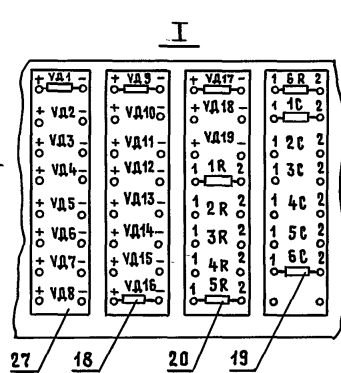 I
+ VД1 -
+ VД2 -
+ VД3 -
+ VД4 -
+ VД5 -
+ VД6 -
+ VД7 -
+ VД8 -
+ VД9 -
+ VД10 -
+ VД11 -
+ VД12 -
+ VД13 -
+ VД14 -
+ VД15 -
+ VД16 -
+ VД17 -
+ VД18 -
+ VД19 -
1 1R 2
1 2R 2
1 3R 2
1 4R 2
1 5R 2
1 6R 2
1 1C 2
1 2C 2
1 3C 2
1 4C 2
1 5C 2
1 6C 2
27 18 20 19